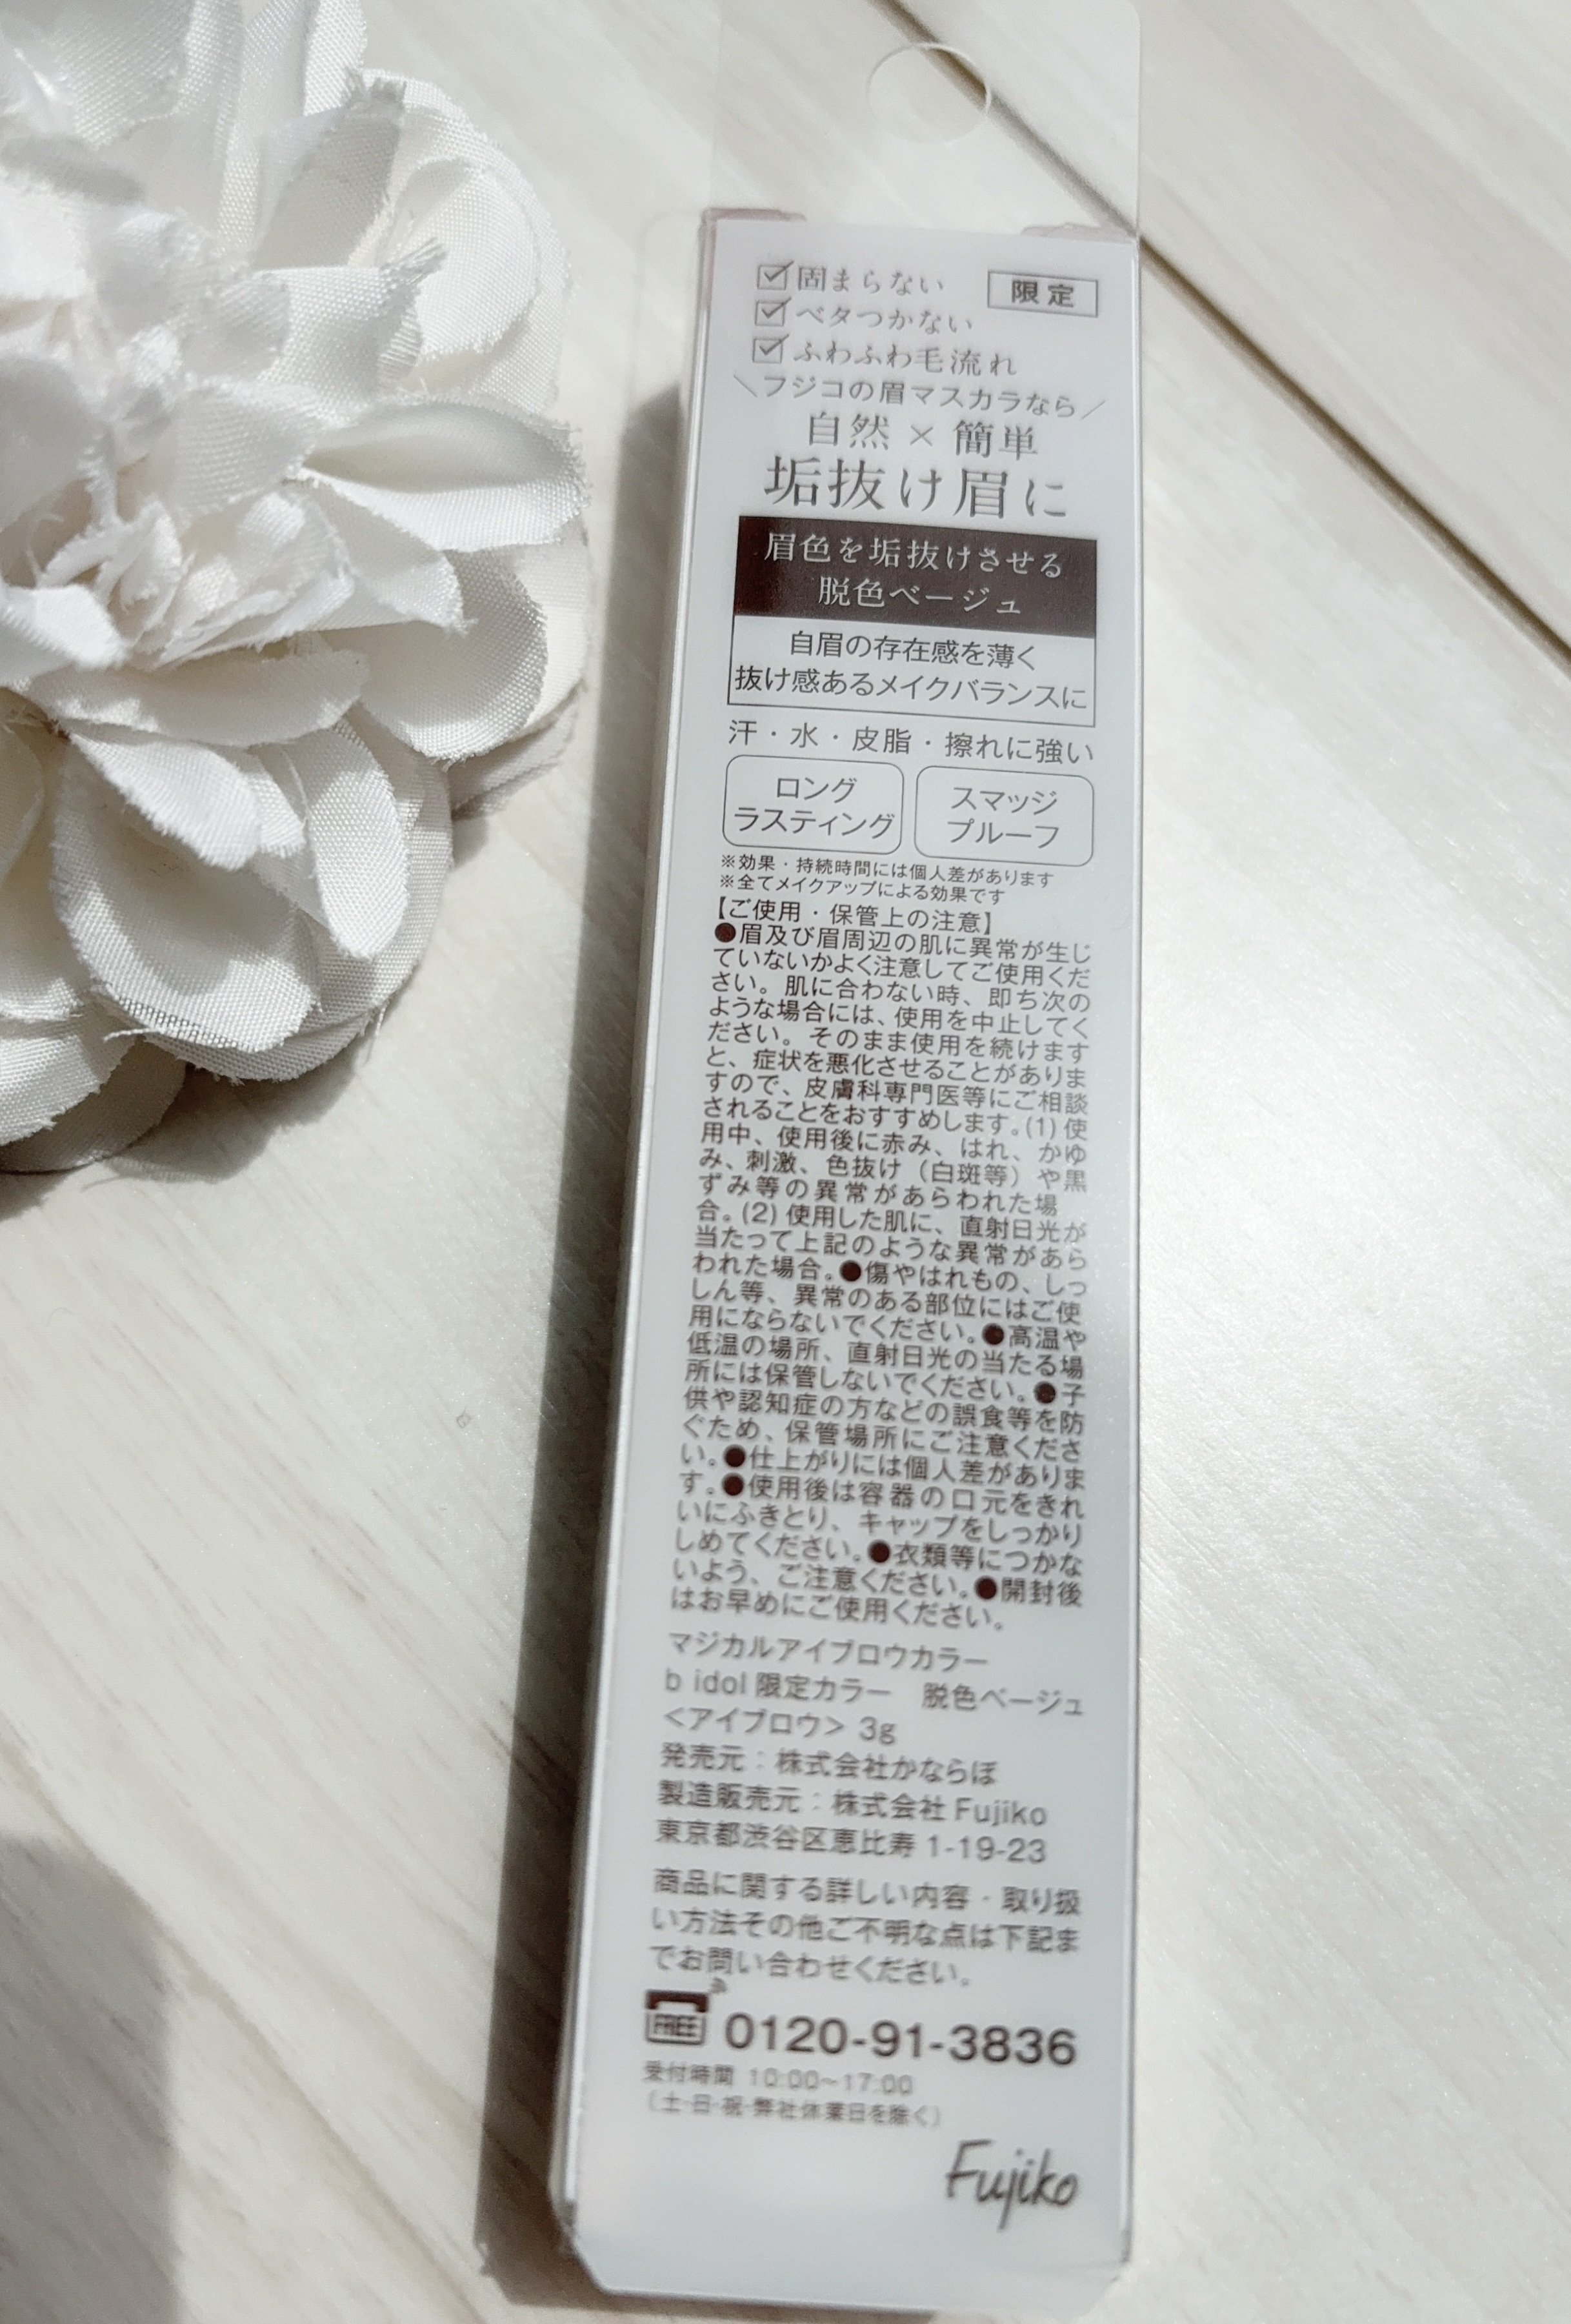 固まらない
限定
ベタつかない
ふわふわ毛流れ
\フジコの眉マスカラなら/
自然×簡単
垢抜け眉に
眉色を垢抜けさせる
脱色ベージュ
自眉の存在感を薄く
抜け感あるメイクバランスに
汗・水・皮脂・擦れに強い
ロング
ラスティング
スマッジ
プルーフ
※効果・持続時間には個人差があります
※全てメイクアップによる効果です
【ご使用・保管上の注意】
●眉及び眉周辺の肌に異常が生じ
ていないかよく注意してご使用くだ
さい。肌に合わない時、即ち次の
ような場合には、使用を中止してく
ださい。そのまま使用を続けます
と、症状を悪化させることがありま
すので、皮膚科専門医等にご相談
されることをおすすめします。(1)使
用中、使用後に赤み、はれ、かゆ
み、刺激、色抜け（白斑等）や黒
ずみ等の異常があらわれた場
合。(2)使用した肌に、直射日光が
当たって上記のような異常があら
われた場合。●傷やはれもの、しっ
しん等、異常のある部位にはご使
用にならないでください。●高温や
低温の場所、直射日光の当たる場
所には保管しないでください。●子
供や認知症の方などの誤食等を防
ぐため、保管場所にご注意くださ
い。●仕上がりには個人差がありま
す。●使用後は容器の口元をきれ
いにふきとり、キャップをしっかり
しめてください。●衣類等につかな
いよう、ご注意ください。●開封後
はお早めにご使用ください。
マジカルアイブロウカラー
b idol 限定カラー　脱色ベージュ
＜アイブロウ＞ 3g
発売元：株式会社かならぼ
製造販売元：株式会社 Fujiko
東京都渋谷区恵比寿 1-19-23
商品に関する詳しい内容・取り扱
い方法その他ご不明な点は下記ま
でお問い合わせください。
FREE 0120-91-3836
受付時間 10:00~17:00
（土・日・祝・弊社休業日を除く）
Fujiko